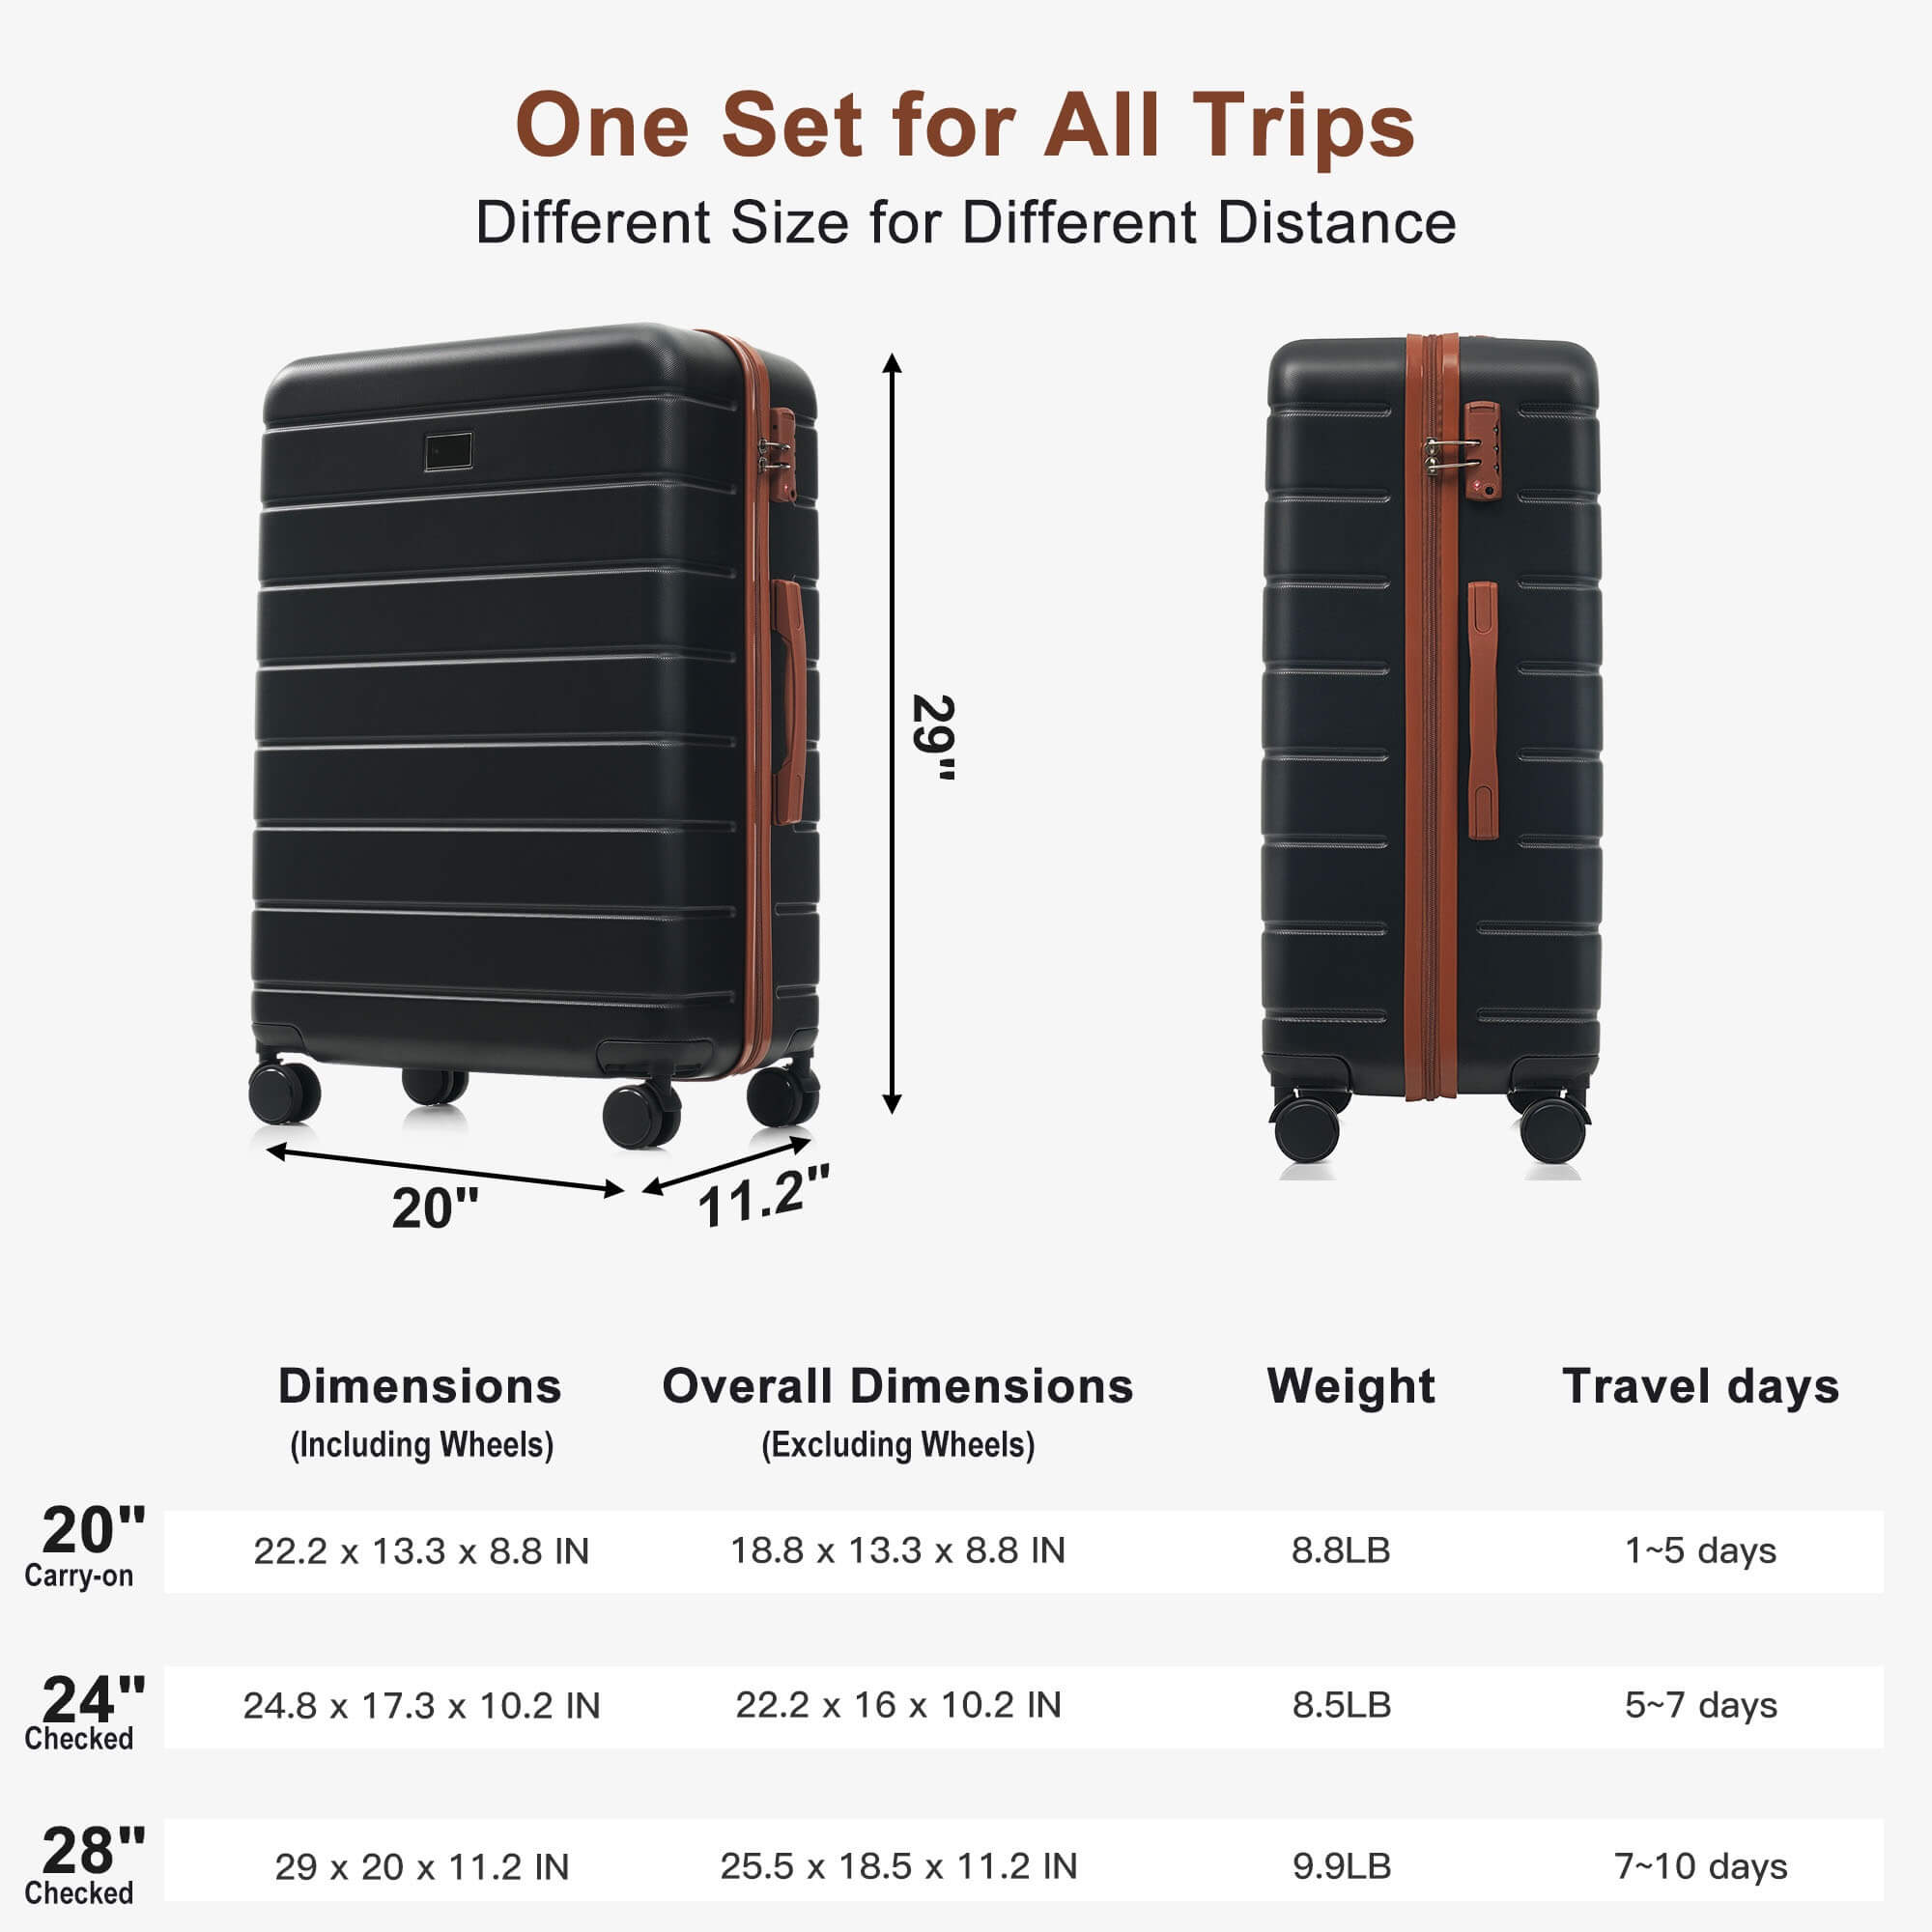 One Set for All Trips
Different Size for Different Distance
29"
20"
11.2"
Dimensions Overall Dimensions Weight Travel days
(Including Wheels) (Excluding Wheels)
20" Carry-on 22.2 x 13.3 x 8.8 IN 18.8 x 13.3 x 8.8 IN 8.8LB 1~5 days
24" Checked 24.8 x 17.3 x 10.2 IN 22.2 x 16 x 10.2 IN 8.5LB 5~7 days
28" Checked 29 x 20 x 11.2 IN 25.5 x 18.5 x 11.2 IN 9.9LB 7~10 days